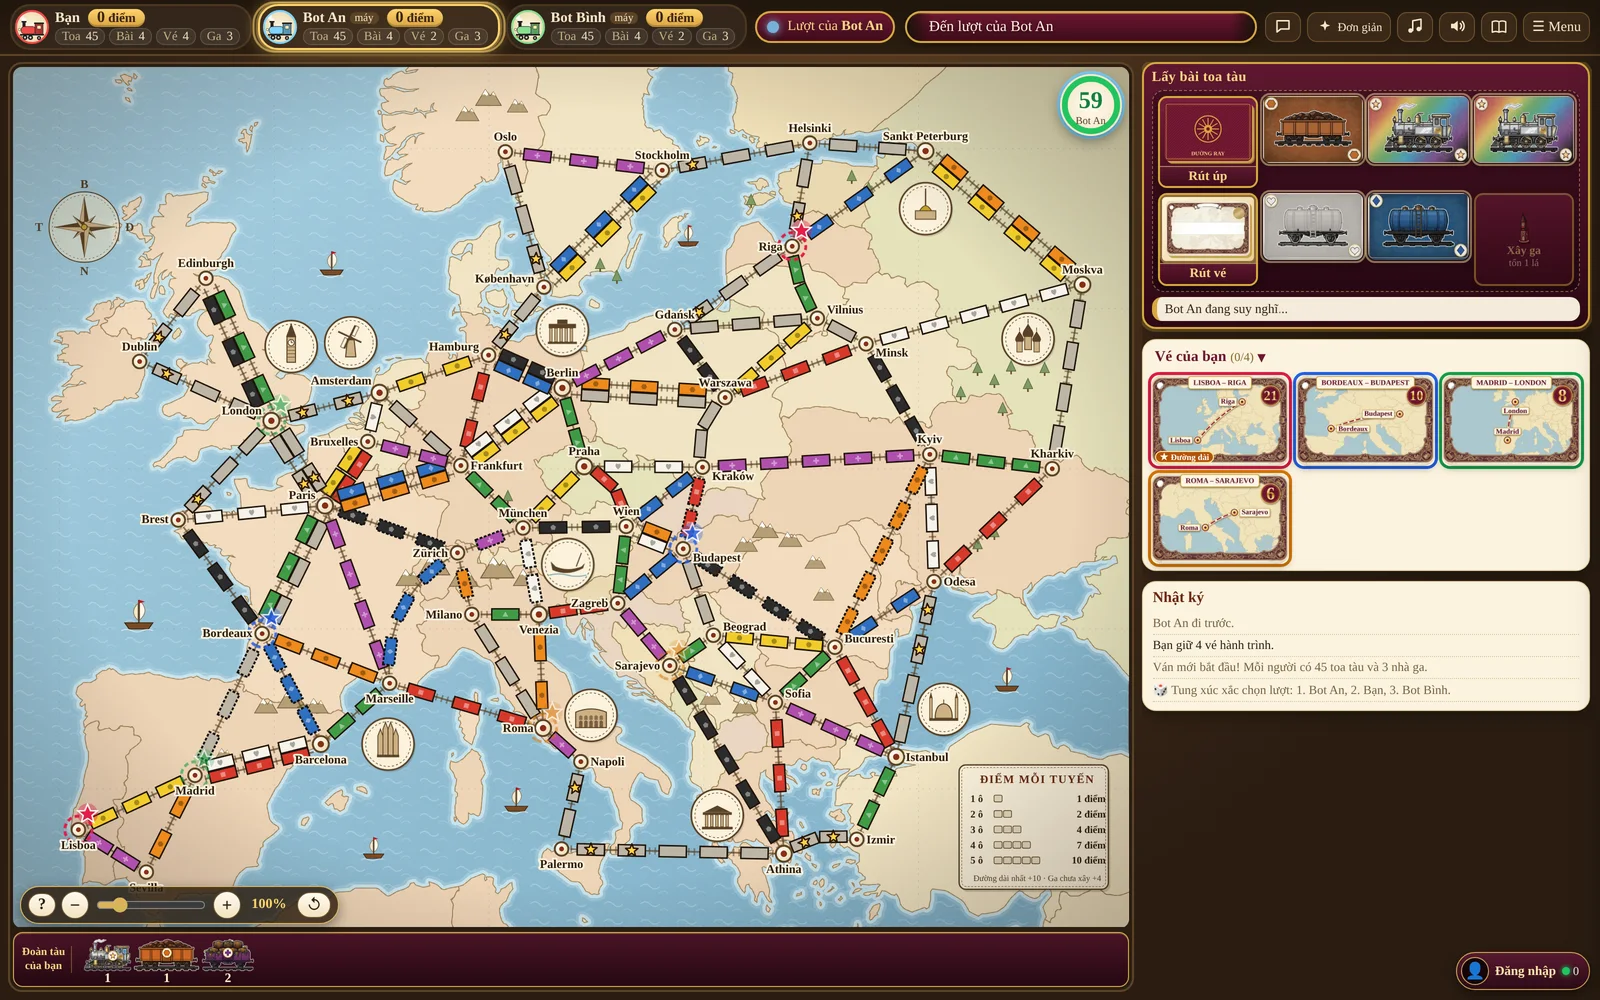 Bạn 0 điểm
Toa 45 Bài 4 Vé 4 Ga 3
Bot An máy 0 điểm
Toa 45 Bài 4 Vé 2 Ga 3
Bot Bình máy 0 điểm
Toa 45 Bài 4 Vé 2 Ga 3
Lượt của Bot An
Đến lượt của Bot An
Đơn giản
Menu
59
Bot An
B
T
Đ
N
Oslo
Stockholm
Helsinki
Sankt Peterburg
Riga
Edinburgh
København
Moskva
Gdańsk
Vilnius
Dublin
Hamburg
Minsk
Berlin
Amsterdam
Warszawa
London
Bruxelles
Kyiv
Frankfurt
Praha
Kraków
Kharkiv
Paris
Brest
München
Wien
Zürich
Budapest
Odesa
Milano
Zagreb
Venezia
Bordeaux
Beograd
Bucuresti
Sarajevo
Marseille
Sofia
Roma
Istanbul
Barcelona
Napoli
Madrid
Lisboa
Izmir
Palermo
Athina
Sevilla
ĐIỂM MỖI TUYẾN
1 ô 1 điểm
2 ô 2 điểm
3 ô 4 điểm
4 ô 7 điểm
5 ô 10 điểm
Đường dài nhất +10 · Ga chưa xây +4
? − + 100%
Đoàn tàu
của bạn
1 1 2
Lấy bài toa tàu
ĐƯỜNG RAY
Rút úp
Rút vé
Xây ga
tốn 1 lá
Bot An đang suy nghĩ...
Vé của bạn (0/4) ▼
LISBOA – RIGA
21
Riga
Lisboa
★ Đường dài
BORDEAUX – BUDAPEST
10
Budapest
Bordeaux
MADRID – LONDON
8
London
Madrid
ROMA – SARAJEVO
6
Sarajevo
Roma
Nhật ký
Bot An đi trước.
Bạn giữ 4 vé hành trình.
Ván mới bắt đầu! Mỗi người có 45 toa tàu và 3 nhà ga.
🎲 Tung xúc xắc chọn lượt: 1. Bot An, 2. Bạn, 3. Bot Bình.
Đăng nhập 0